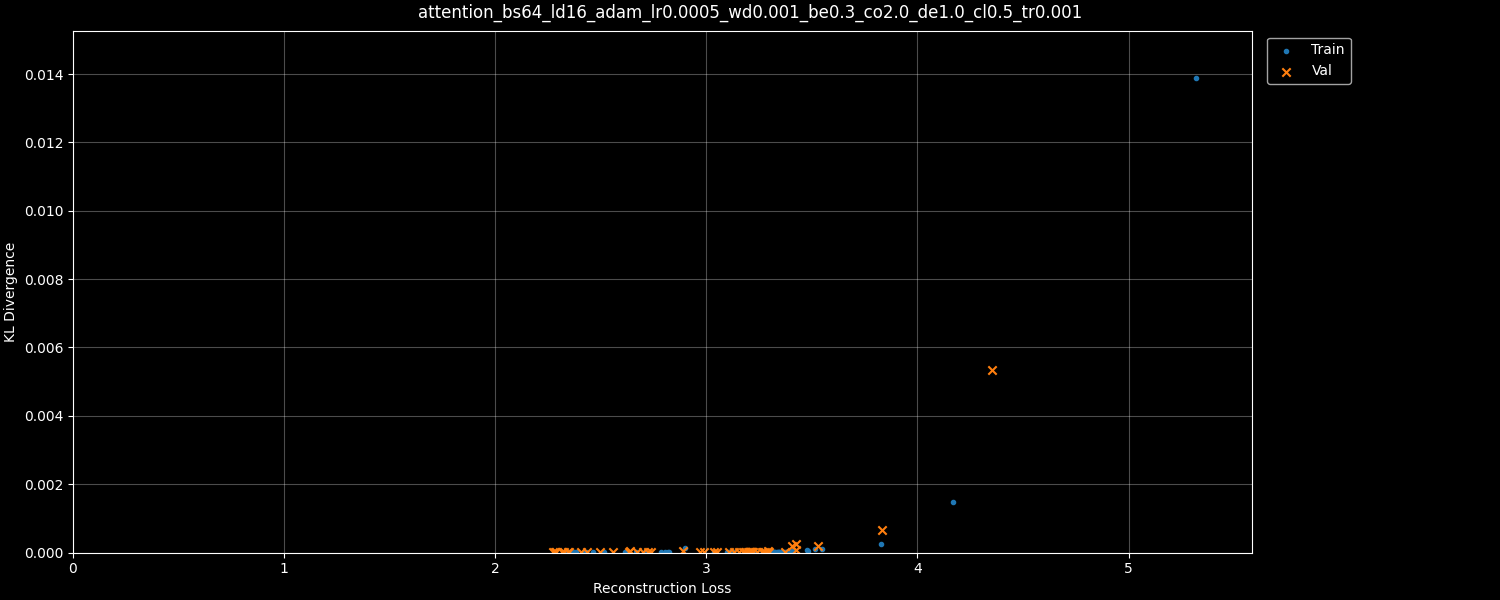 attention_bs64_ld16_adam_lr0.0005_wd0.001_be0.3_co2.0_de1.0_cl0.5_tr0.001
Train
Val
0.014
0.012
0.010
0.008
0.006
0.004
0.002
0.000
KL Divergence
0 1 2 3 4 5
Reconstruction Loss